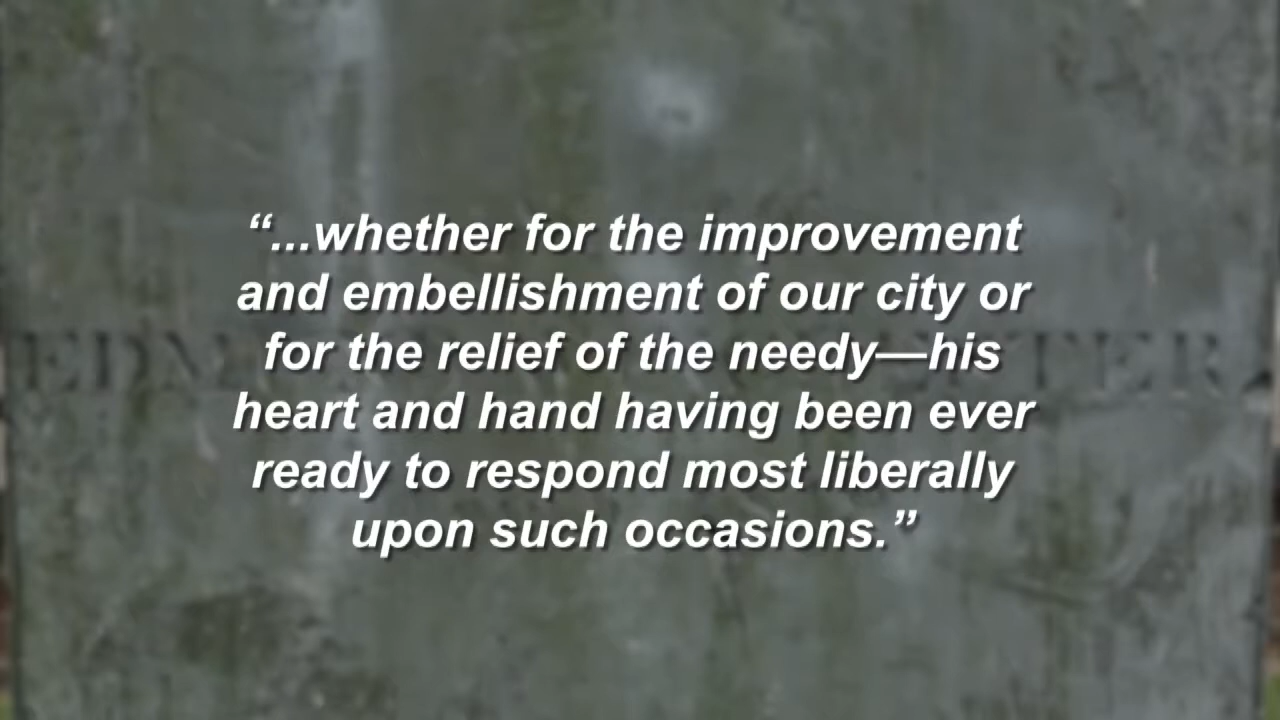 “...whether for the improvement
and embellishment of our city or
for the relief of the needy—his
heart and hand having been ever
ready to respond most liberally
upon such occasions.”